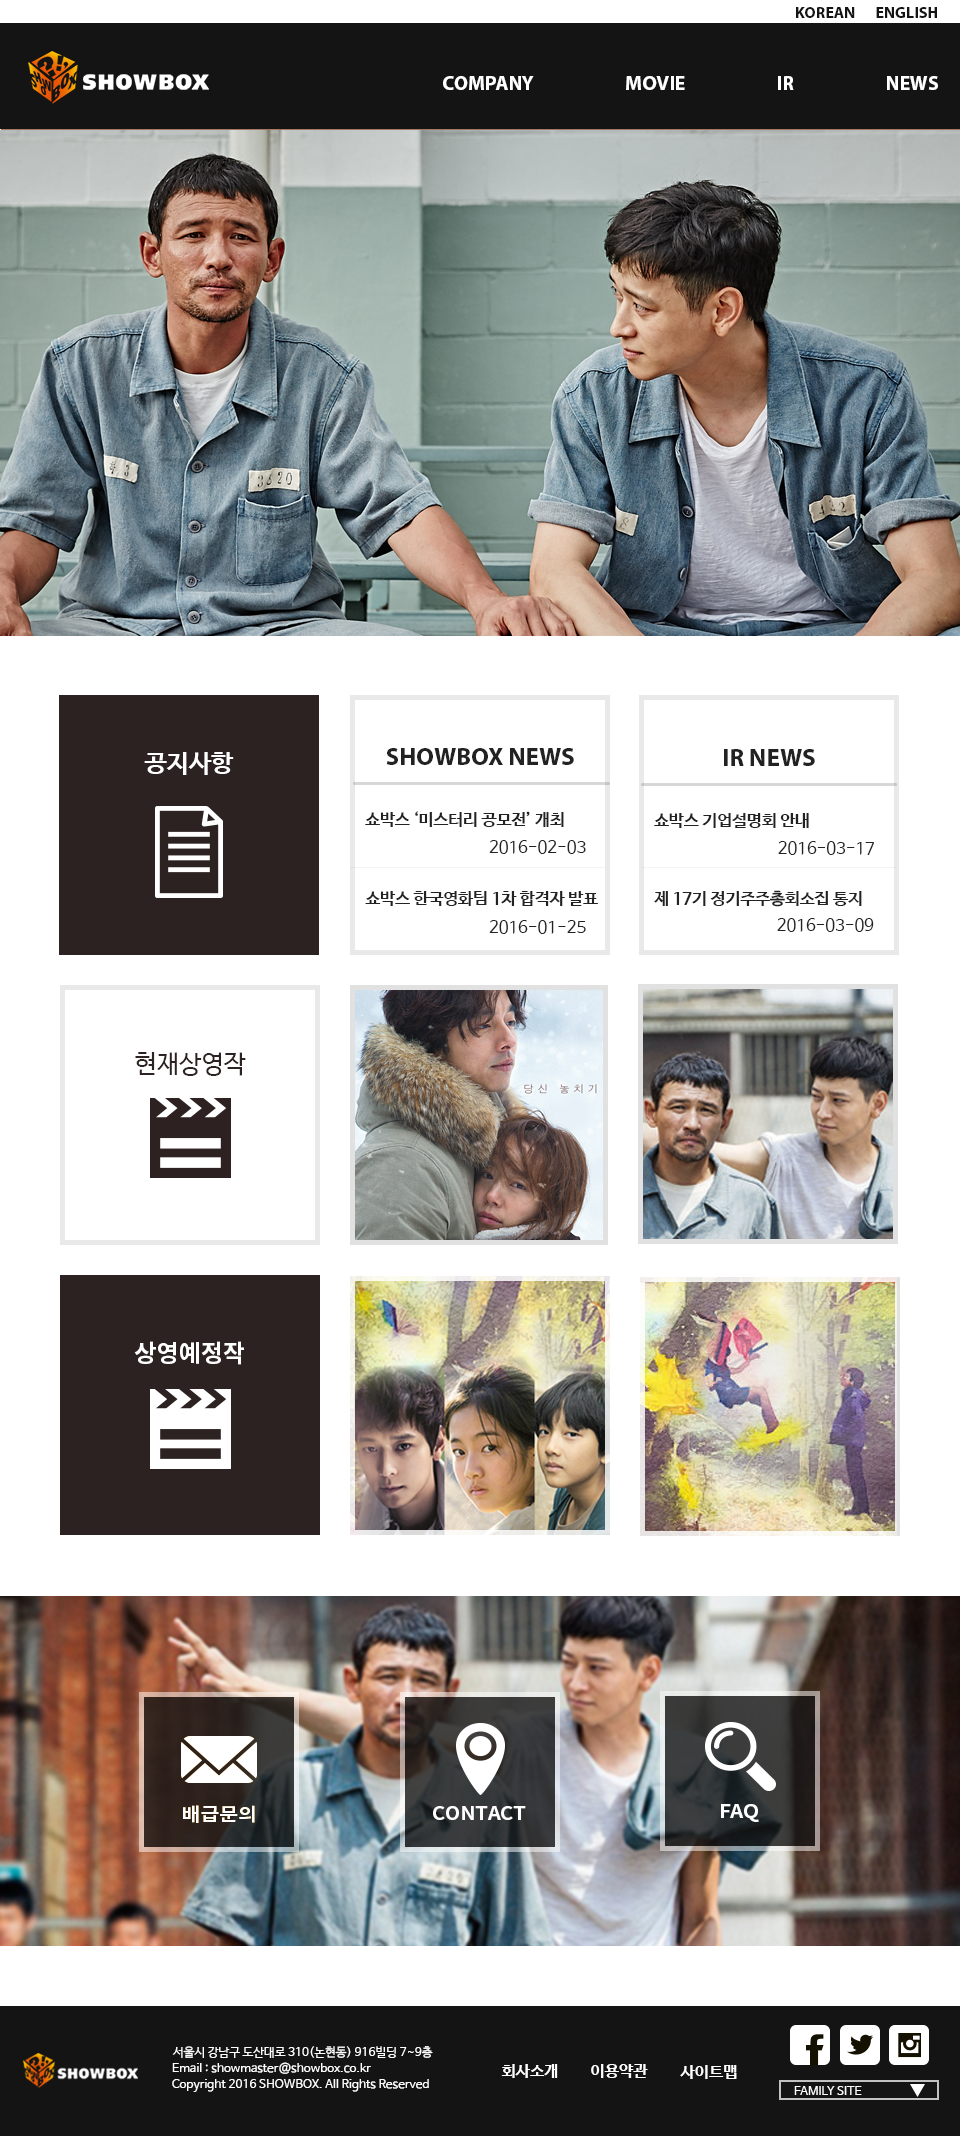 KOREAN ENGLISH
SHOWBOX
COMPANY MOVIE IR NEWS
3620
공지사항
SHOWBOX NEWS
쇼박스 ‘미스터리 공모전’ 개최
2016-02-03
쇼박스 한국영화팀 1차 합격자 발표
2016-01-25
IR NEWS
쇼박스 기업설명회 안내
2016-03-17
제 17기 정기주주총회소집 통지
2016-03-09
현재상영작
당신 놓치기
상영예정작
배급문의
CONTACT
FAQ
SHOWBOX
서울시 강남구 도산대로 310(논현동) 916빌딩 7~9층
Email : showmaster@showbox.co.kr
Copyright 2016 SHOWBOX. All Rights Reserved
회사소개 이용약관 사이트맵
FAMILY SITE